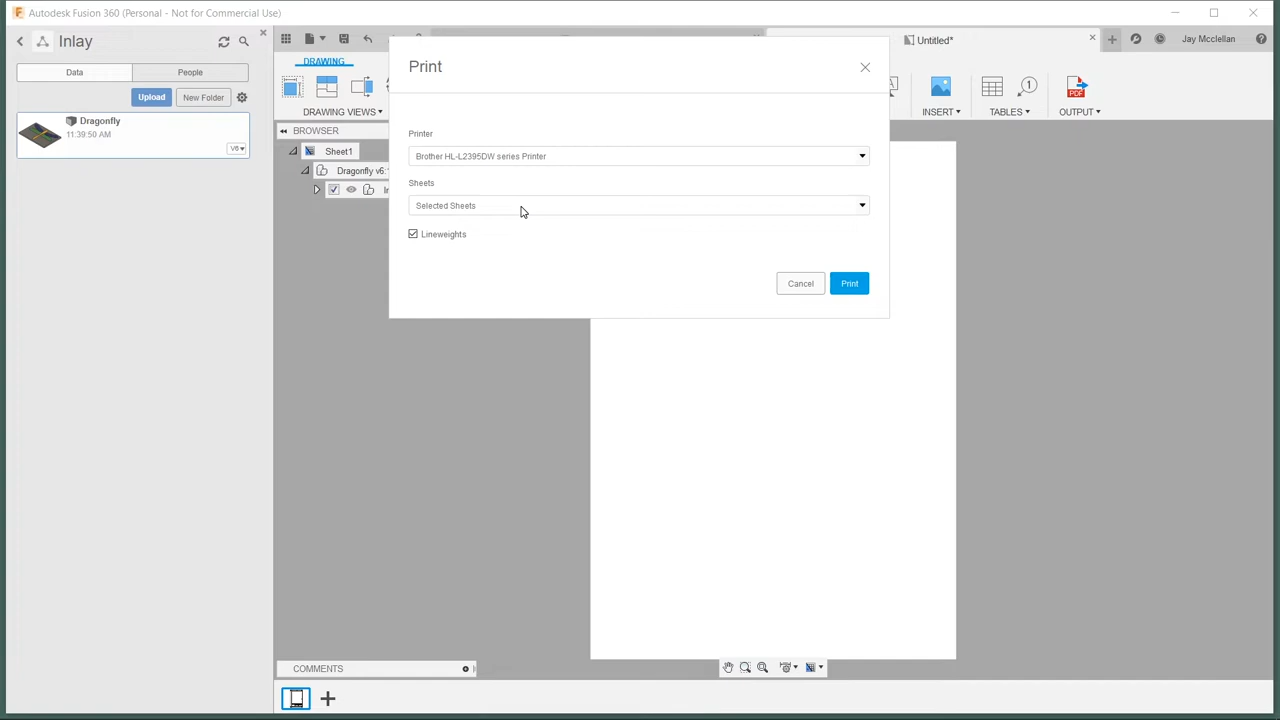 Autodesk Fusion 360 (Personal - Not for Commercial Use)
Inlay
Data
People
Upload
New Folder
Dragonfly
11:39:50 AM
V6
Untitled*
Jay Mcclellan
DRAWING
DRAWING VIEWS
INSERT
TABLES
PDF
OUTPUT
BROWSER
Sheet1
Dragonfly v6:
Print
Printer
Brother HL-L2395DW series Printer
Sheets
Selected Sheets
Lineweights
Cancel
Print
COMMENTS